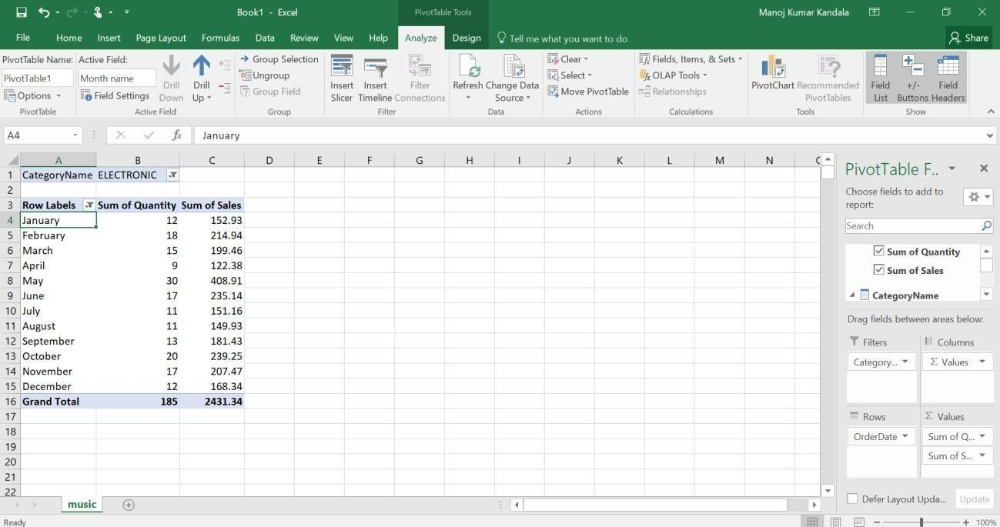 Book1 - Excel
PivotTable Tools
Manoj Kumar Kandala
File Home Insert Page Layout Formulas Data Review View Help Analyze Design Tell me what you want to do Share
PivotTable Name:
PivotTable1
Options
PivotTable
Active Field:
Month name
Field Settings
Drill Down
Drill Up
Active Field
Group Selection
Ungroup
Group Field
Group
Insert Slicer
Insert Timeline
Filter Connections
Filter
Refresh
Change Data Source
Data
Clear
Select
Move PivotTable
Actions
Fields, Items, & Sets
OLAP Tools
Relationships
Calculations
PivotChart
Recommended PivotTables
Tools
Field List
+/- Buttons
Field Headers
Show
A4 fx January
A B C D E F G H I J K L M N
1 CategoryName ELECTRONIC
2
3 Row Labels Sum of Quantity Sum of Sales
4 January 12 152.93
5 February 18 214.94
6 March 15 199.46
7 April 9 122.38
8 May 30 408.91
9 June 17 235.14
10 July 11 151.16
11 August 11 149.93
12 September 13 181.43
13 October 20 239.25
14 November 17 207.47
15 December 12 168.34
16 Grand Total 185 2431.34
17
18
19
20
21
22
music
Ready
100%
PivotTable F..
Choose fields to add to
report:
Search
Sum of Quantity
Sum of Sales
CategoryName
Drag fields between areas below:
Filters
Category...
Columns
Σ Values
Rows
OrderDate
Σ Values
Sum of Q...
Sum of S...
Defer Layout Upda... Update